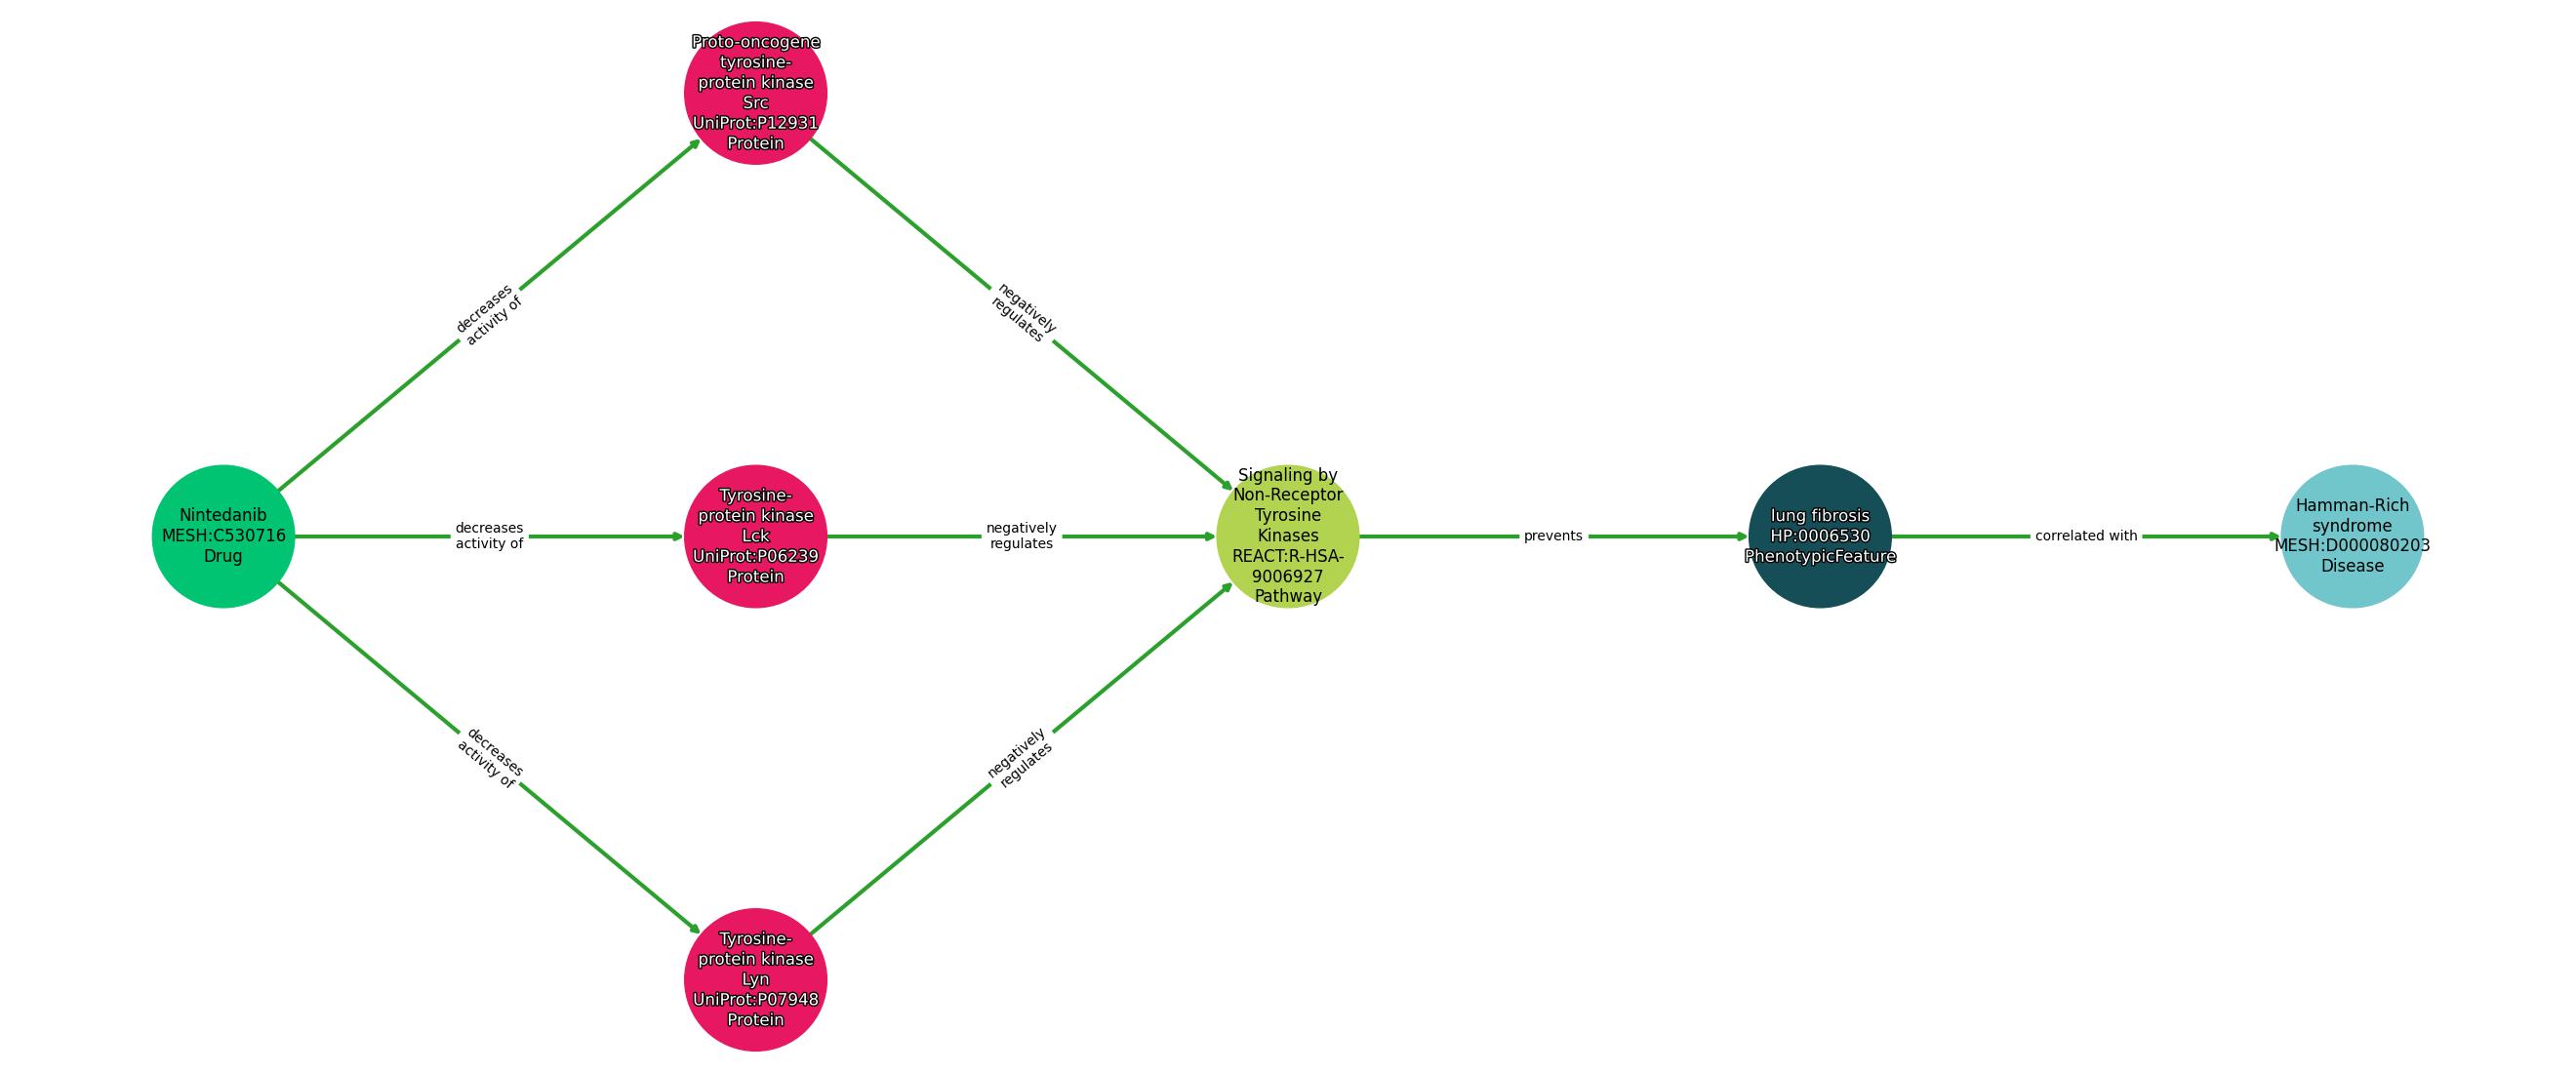 Proto-oncogene
tyrosine-
protein kinase
Src
UniProt:P12931
Protein
decreases
activity of
negatively
regulates
Nintedanib
MESH:C530716
Drug
decreases
activity of
Tyrosine-
protein kinase
Lck
UniProt:P06239
Protein
negatively
regulates
Signaling by
Non-Receptor
Tyrosine
Kinases
REACT:R-HSA-
9006927
Pathway
prevents
lung fibrosis
HP:0006530
PhenotypicFeature
correlated with
Hamman-Rich
syndrome
MESH:D000080203
Disease
decreases
activity of
negatively
regulates
Tyrosine-
protein kinase
Lyn
UniProt:P07948
Protein